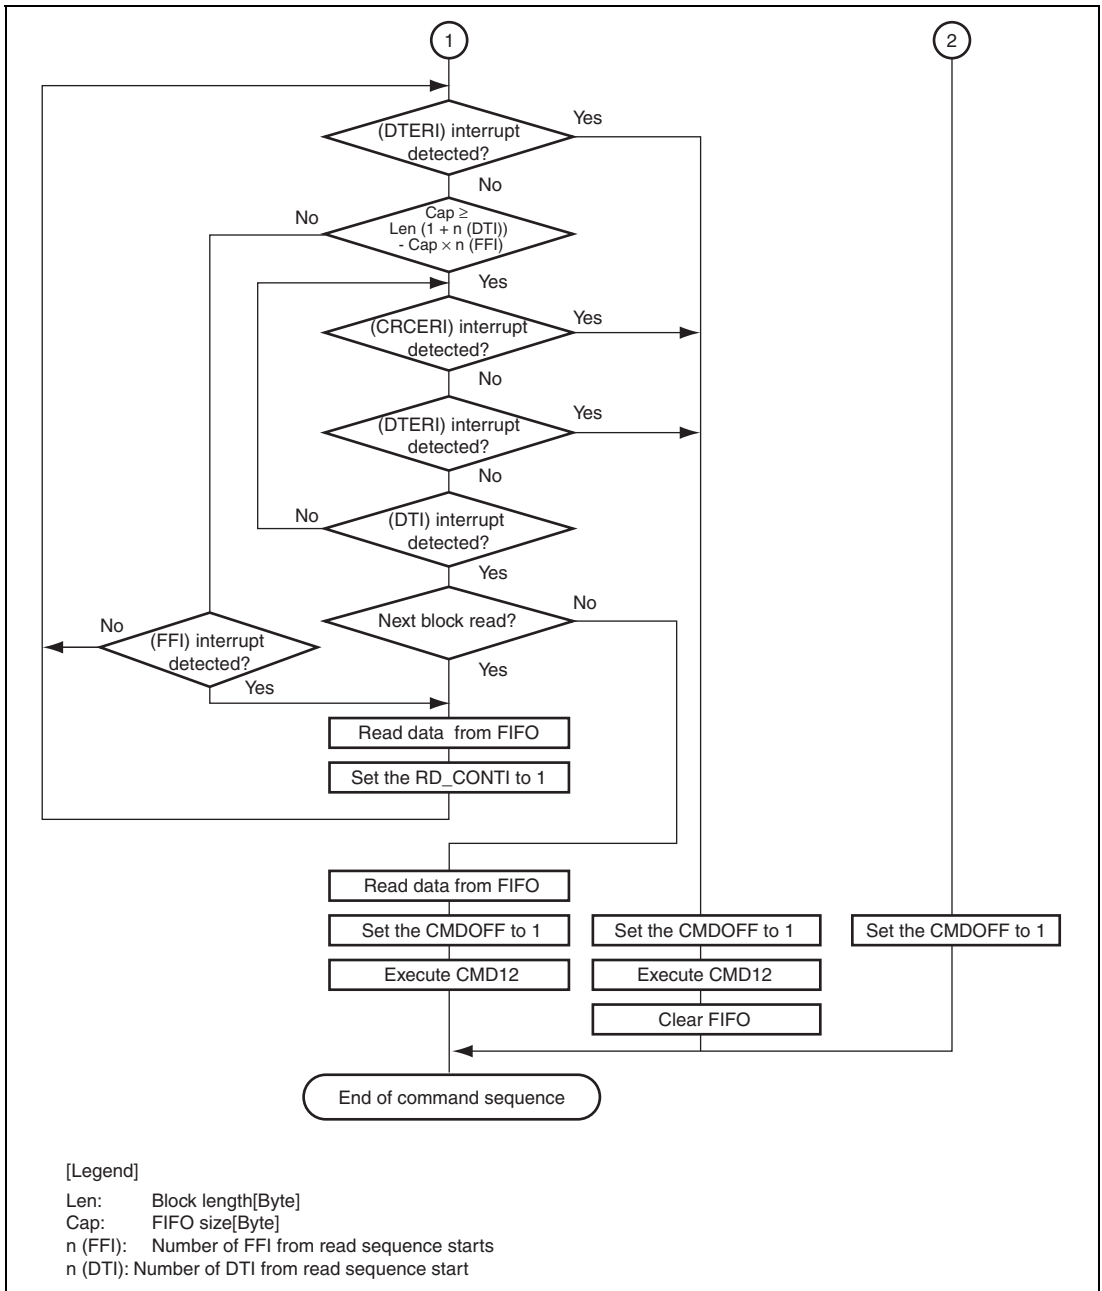 1
2
(DTERI) interrupt
detected?
Yes
No
Cap ≥
Len (1 + n (DTI))
- Cap × n (FFI)
No
Yes
(CRCERI) interrupt
detected?
Yes
No
(DTERI) interrupt
detected?
Yes
No
(DTI) interrupt
detected?
No
Yes
Next block read?
No
Yes
(FFI) interrupt
detected?
No
Yes
Read data from FIFO
Set the RD_CONTI to 1
Read data from FIFO
Set the CMDOFF to 1
Execute CMD12
Set the CMDOFF to 1
Execute CMD12
Clear FIFO
Set the CMDOFF to 1
End of command sequence
[Legend]
Len: Block length[Byte]
Cap: FIFO size[Byte]
n (FFI): Number of FFI from read sequence starts
n (DTI): Number of DTI from read sequence start